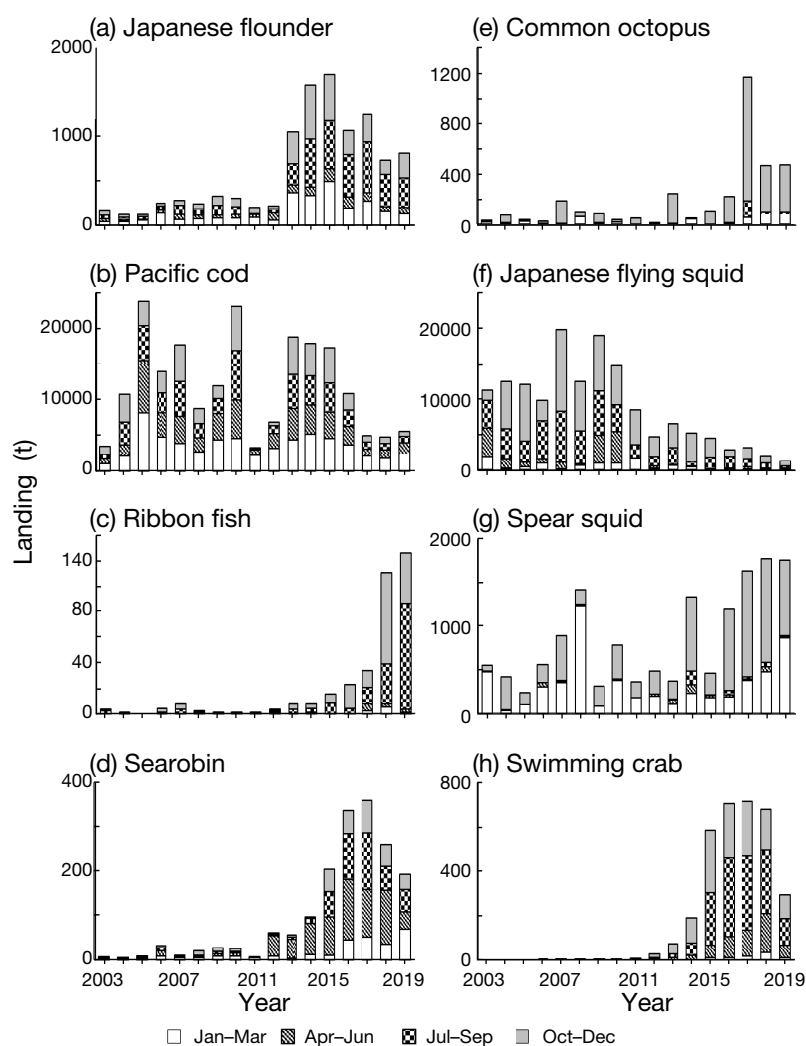 (a) Japanese flounder
2000
1000
0
(b) Pacific cod
20000
10000
0
(c) Ribbon fish
140
80
40
0
(d) Searobin
400
200
0
2003 2007 2011 2015 2019
Year
Landing (t)
(e) Common octopus
1200
800
400
0
(f) Japanese flying squid
20000
10000
0
(g) Spear squid
2000
1000
0
(h) Swimming crab
800
400
0
2003 2007 2011 2015 2019
Year
Jan–Mar Apr–Jun Jul–Sep Oct–Dec